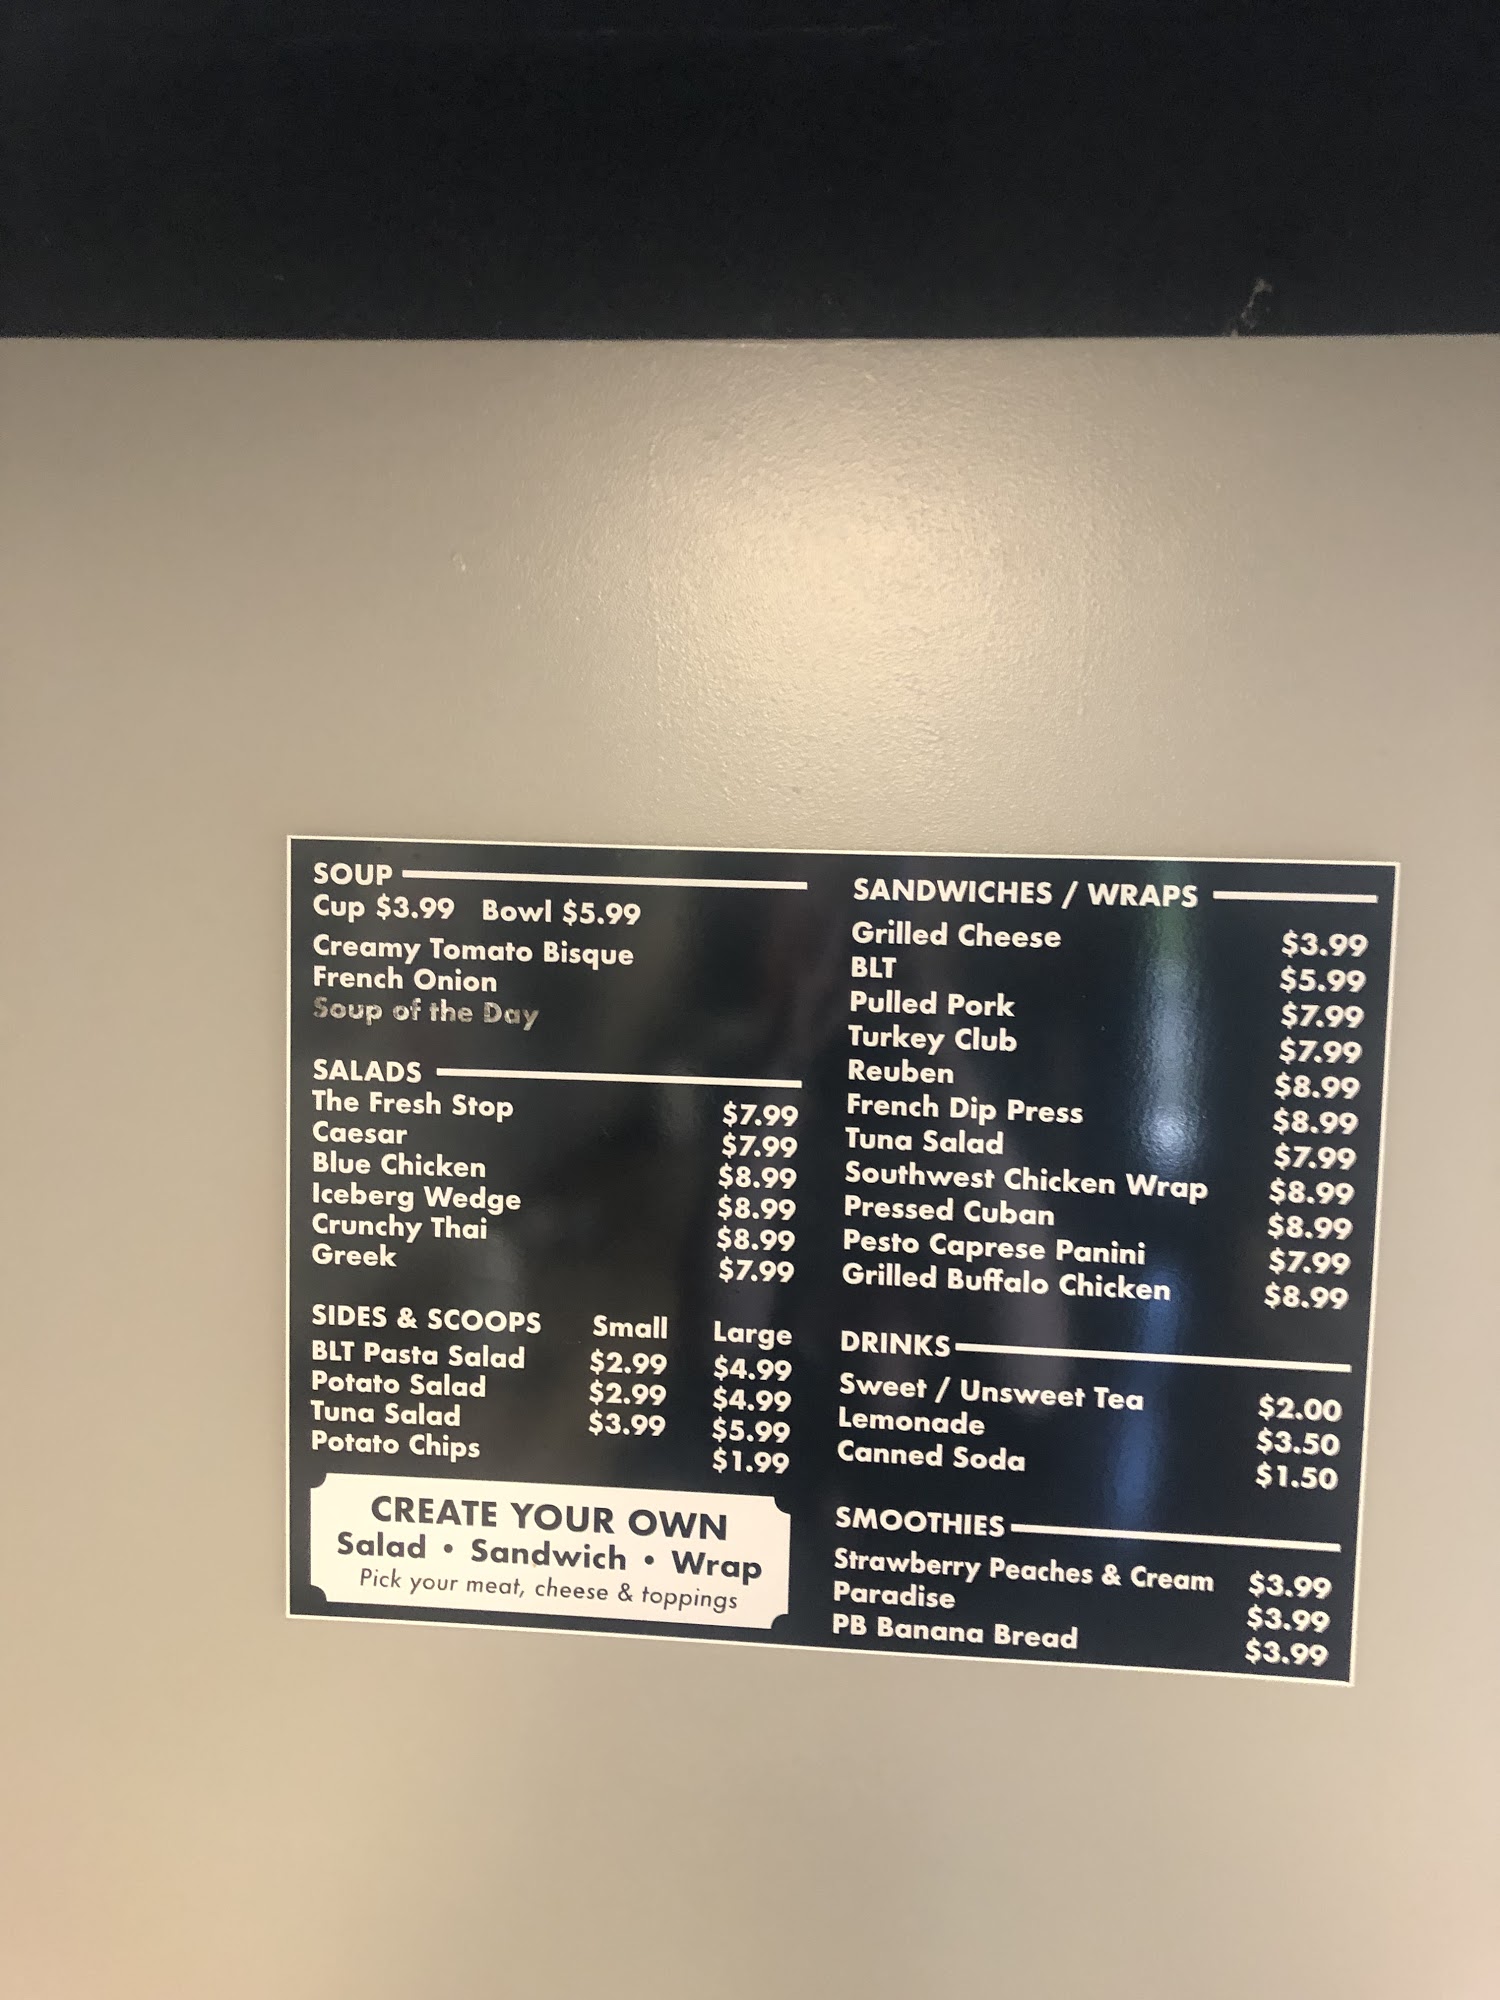 SOUP
Cup $3.99 Bowl $5.99
Creamy Tomato Bisque
French Onion
Soup of the Day
SALADS
The Fresh Stop $7.99
Caesar $7.99
Blue Chicken $8.99
Iceberg Wedge $8.99
Crunchy Thai $8.99
Greek $7.99
SIDES & SCOOPS Small Large
BLT Pasta Salad $2.99 $4.99
Potato Salad $2.99 $4.99
Tuna Salad $3.99 $5.99
Potato Chips $1.99
CREATE YOUR OWN
Salad • Sandwich • Wrap
Pick your meat, cheese & toppings
SANDWICHES / WRAPS
Grilled Cheese $3.99
BLT $5.99
Pulled Pork $7.99
Turkey Club $7.99
Reuben $8.99
French Dip Press $8.99
Tuna Salad $7.99
Southwest Chicken Wrap $8.99
Pressed Cuban $8.99
Pesto Caprese Panini $7.99
Grilled Buffalo Chicken $8.99
DRINKS
Sweet / Unsweet Tea $2.00
Lemonade $3.50
Canned Soda $1.50
SMOOTHIES
Strawberry Peaches & Cream $3.99
Paradise $3.99
PB Banana Bread $3.99